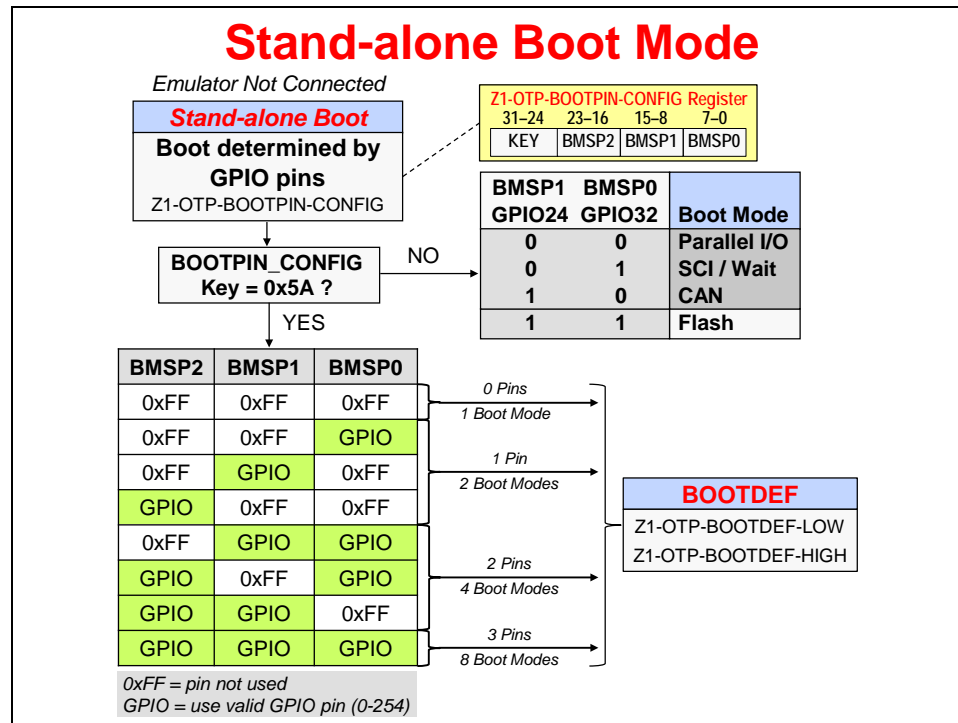 Stand-alone Boot Mode
Emulator Not Connected
Stand-alone Boot
Boot determined by
GPIO pins
Z1-OTP-BOOTPIN-CONFIG
Z1-OTP-BOOTPIN-CONFIG Register
31–24 23–16 15–8 7–0
KEY BMSP2 BMSP1 BMSP0
BMSP1 BMSP0
GPIO24 GPIO32 Boot Mode
0 0 Parallel I/O
0 1 SCI / Wait
1 0 CAN
1 1 Flash
BOOTPIN_CONFIG
Key = 0x5A ?
NO
YES
BMSP2 BMSP1 BMSP0
0xFF 0xFF 0xFF
0xFF 0xFF GPIO
0xFF GPIO 0xFF
GPIO 0xFF 0xFF
0xFF GPIO GPIO
GPIO 0xFF GPIO
GPIO GPIO 0xFF
GPIO GPIO GPIO
0 Pins
1 Boot Mode
1 Pin
2 Boot Modes
2 Pins
4 Boot Modes
3 Pins
8 Boot Modes
BOOTDEF
Z1-OTP-BOOTDEF-LOW
Z1-OTP-BOOTDEF-HIGH
0xFF = pin not used
GPIO = use valid GPIO pin (0-254)